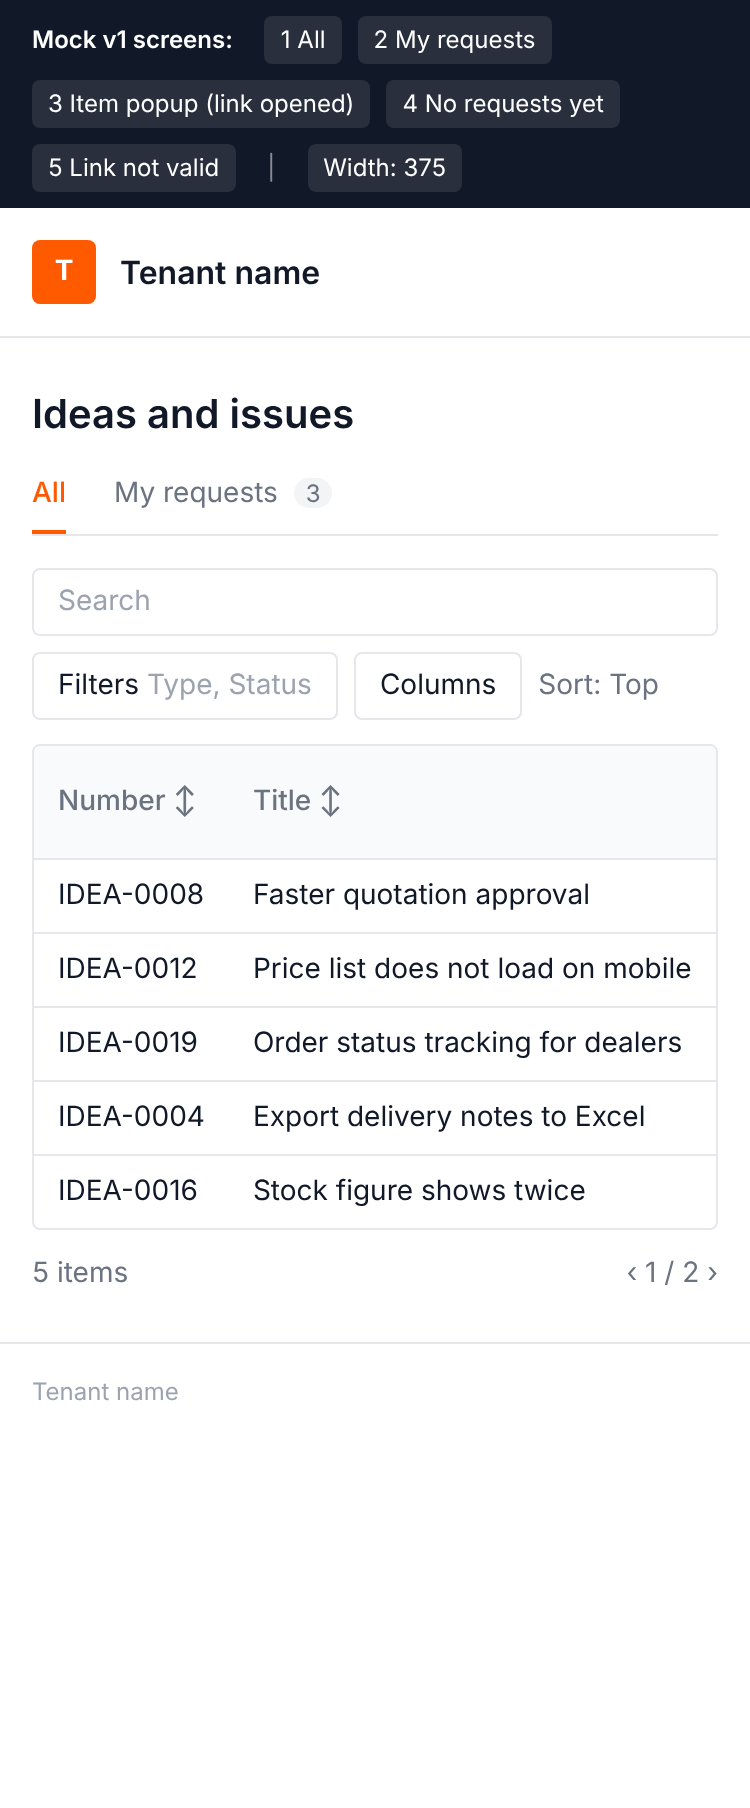 Mock v1 screens: 1 All 2 My requests
3 Item popup (link opened) 4 No requests yet
5 Link not valid | Width: 375
T Tenant name
Ideas and issues
All My requests 3
Search
Filters Type, Status Columns Sort: Top
Number ↕ Title ↕
IDEA-0008 Faster quotation approval
IDEA-0012 Price list does not load on mobile
IDEA-0019 Order status tracking for dealers
IDEA-0004 Export delivery notes to Excel
IDEA-0016 Stock figure shows twice
5 items ‹ 1 / 2 ›
Tenant name